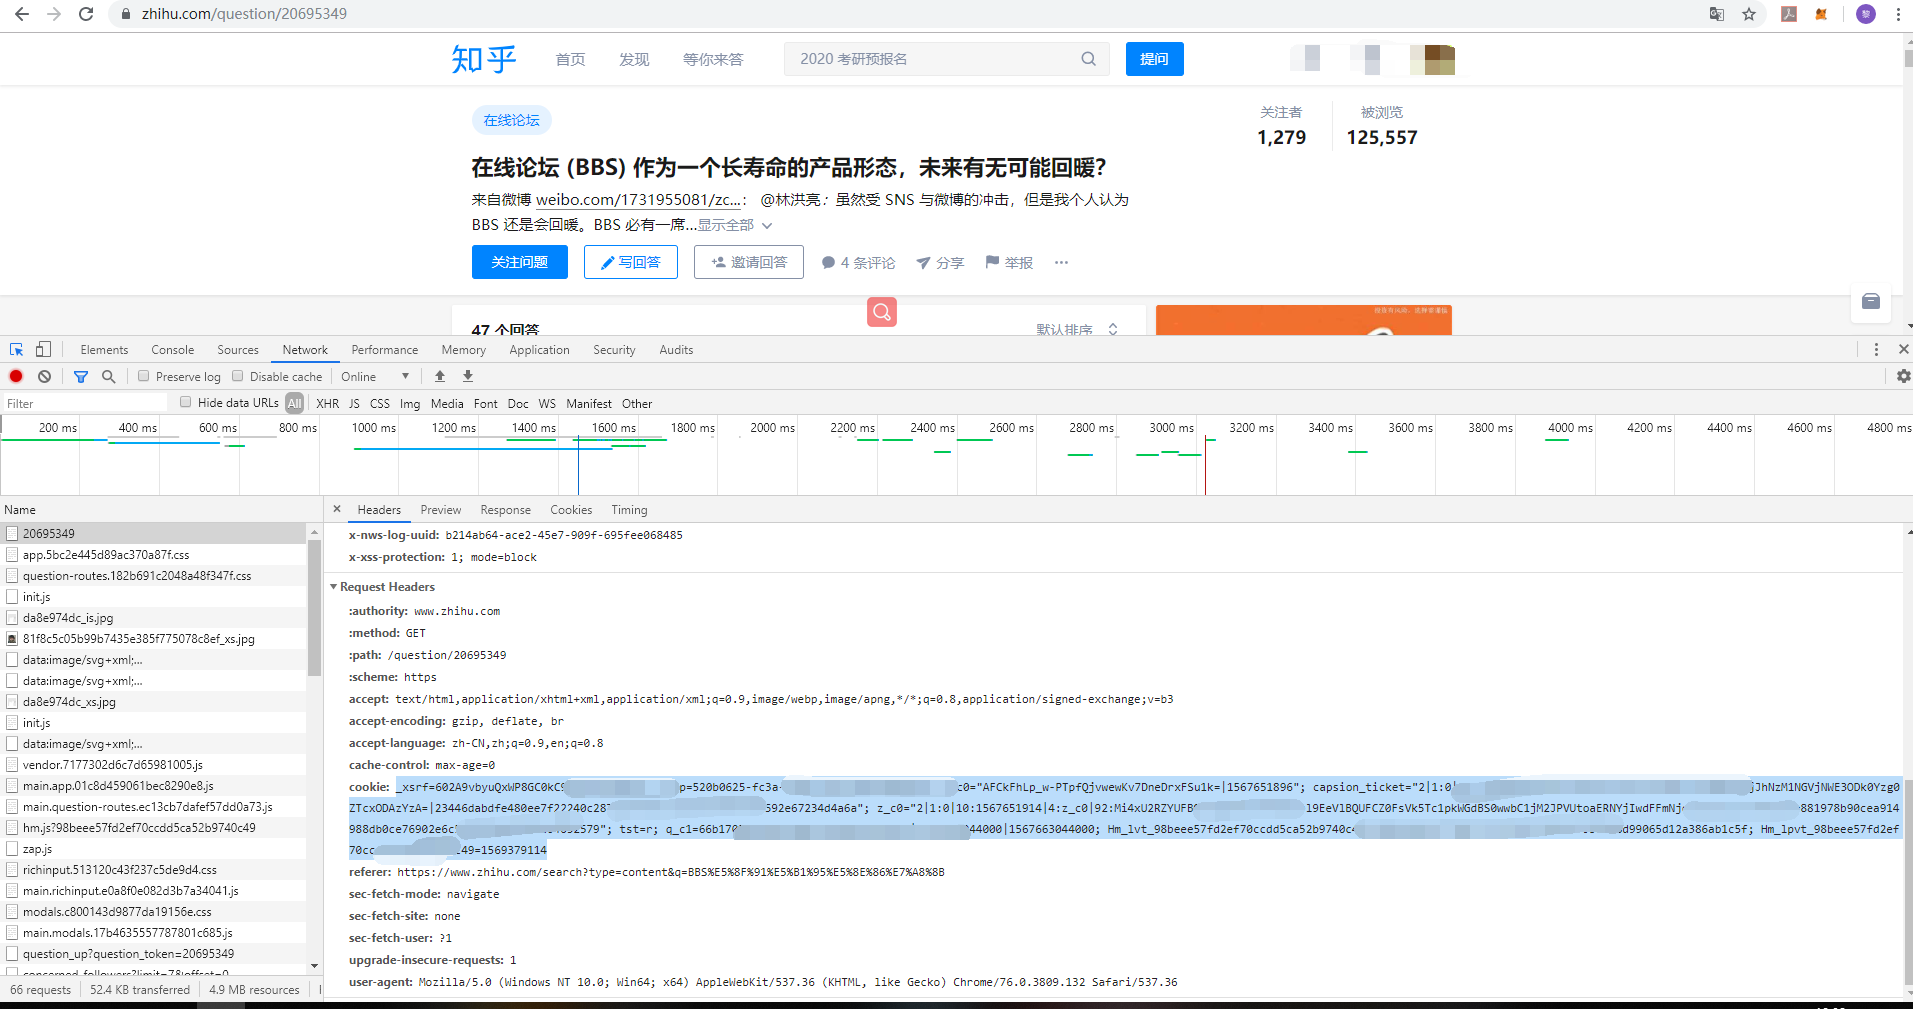 zhihu.com/question/20695349
知乎 首页 发现 等你来答 2020 考研预报名 提问
在线论坛
关注者 被浏览
1,279 125,557
在线论坛 (BBS) 作为一个长寿命的产品形态，未来有无可能回暖？
来自微博 weibo.com/1731955081/zc...： @林洪亮.：虽然受 SNS 与微博的冲击，但是我个人认为
BBS 还是会回暖。BBS 必有一席...显示全部
关注问题 写回答 邀请回答 4 条评论 分享 举报 ...
47 个回答 默认排序
Elements Console Sources Network Performance Memory Application Security Audits
Preserve log Disable cache Online
Filter Hide data URLs All XHR JS CSS Img Media Font Doc WS Manifest Other
200 ms 400 ms 600 ms 800 ms 1000 ms 1200 ms 1400 ms 1600 ms 1800 ms 2000 ms 2200 ms 2400 ms 2600 ms 2800 ms 3000 ms 3200 ms 3400 ms 3600 ms 3800 ms 4000 ms 4200 ms 4400 ms 4600 ms 4800 ms
Name
20695349
app.5bc2e445d89ac370a87f.css
question-routes.182b691c2048a48f347f.css
init.js
da8e974dc_is.jpg
81f8c5c05b99b7435e385f775078c8ef_xs.jpg
data:image/svg+xml;...
data:image/svg+xml;...
da8e974dc_xs.jpg
init.js
data:image/svg+xml;...
vendor.7177302d6c7d65981005.js
main.app.01c8d459061bec8290e8.js
main.question-routes.ec13cb7dafef57dd0a73.js
hm.js?98beee57fd2ef70ccdd5ca52b9740c49
zap.js
richinput.513120c43f237c5de9d4.css
main.richinput.e0a8f0e082d3b7a34041.js
modals.c800143d9877da19156e.css
main.modals.17b4635557787801c685.js
question_up?question_token=20695349
concerned_followers?limit=7&offset=0
66 requests 52.4 KB transferred 4.9 MB resources
Headers Preview Response Cookies Timing
x-nws-log-uuid: b214ab64-ace2-45e7-909f-695fee068485
x-xss-protection: 1; mode=block
Request Headers
:authority: www.zhihu.com
:method: GET
:path: /question/20695349
:scheme: https
accept: text/html,application/xhtml+xml,application/xml;q=0.9,image/webp,image/apng,*/*;q=0.8,application/signed-exchange;v=b3
accept-encoding: gzip, deflate, br
accept-language: zh-CN,zh;q=0.9,en;q=0.8
cache-control: max-age=0
cookie: _xsrf=602A9vbyuQxWP8GC0kC9 p=520b0625-fc3a- c0="AFCkFhLp_w-PTpfQjvwewKv7DneDrxFSu1k=|1567651896"; capsion_ticket="2|1:0| jJhNzM1NGVjNWE3ODk0Yzg0
ZTcxODAzYzA=|23446dabdfe480ee7f22240c287 592e67234d4a6a"; z_c0="2|1:0|10:1567651914|4:z_c0|92:Mi4xU2RZYUFB l9EeVlBQUFCZ0FsVk5Tc1pkWGdBS0wwbC1jM2JPVUtoaERNYjIwdFFmNj 881978b90cea914
988db0ce76902e6c 2579"; tst=r; q_c1=66b170 044000|1567663044000; Hm_lvt_98beee57fd2ef70ccdd5ca52b9740c4 d99065d12a386ab1c5f; Hm_lpvt_98beee57fd2ef
70cc 49=1569379114
referer: https://www.zhihu.com/search?type=content&q=BBS%E5%8F%91%E5%B1%95%E5%8E%86%E7%A8%8B
sec-fetch-mode: navigate
sec-fetch-site: none
sec-fetch-user: ?1
upgrade-insecure-requests: 1
user-agent: Mozilla/5.0 (Windows NT 10.0; Win64; x64) AppleWebKit/537.36 (KHTML, like Gecko) Chrome/76.0.3809.132 Safari/537.36